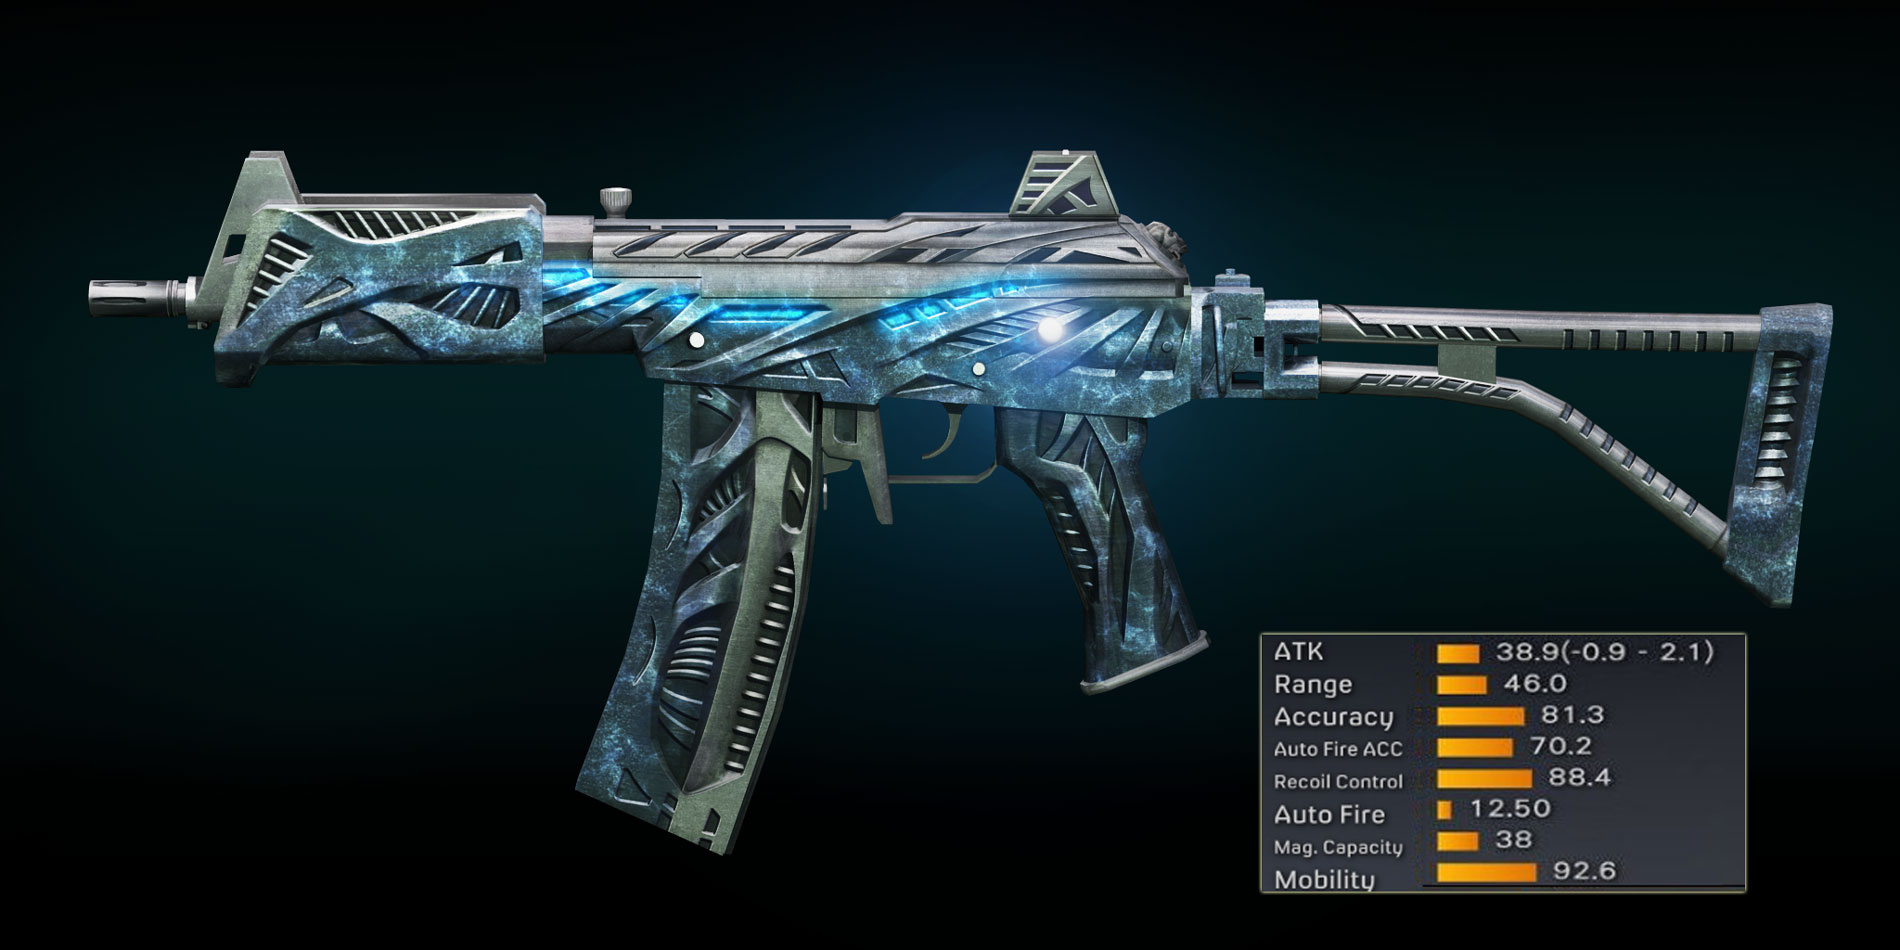 ATK 38.9(-0.9 - 2.1)
Range 46.0
Accuracy 81.3
Auto Fire ACC 70.2
Recoil Control 88.4
Auto Fire 12.50
Mag. Capacity 38
Mobility 92.6